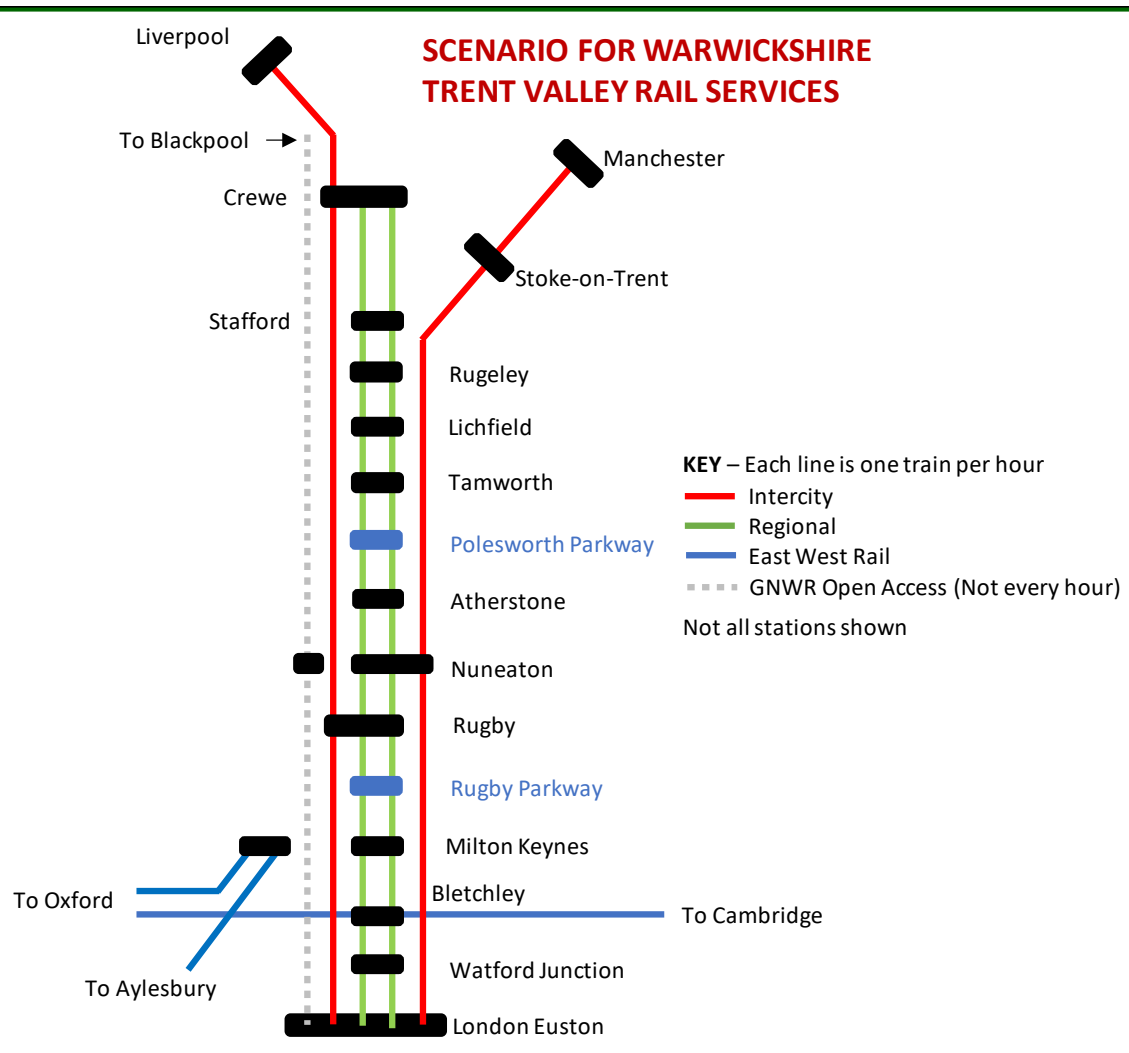 SCENARIO FOR WARWICKSHIRE
TRENT VALLEY RAIL SERVICES
Liverpool
To Blackpool
Manchester
Crewe
Stoke-on-Trent
Stafford
Rugeley
Lichfield
KEY – Each line is one train per hour
Tamworth
Intercity
Regional
Polesworth Parkway
East West Rail
GNWR Open Access (Not every hour)
Atherstone
Not all stations shown
Nuneaton
Rugby
Rugby Parkway
Milton Keynes
Bletchley
To Oxford
To Cambridge
Watford Junction
To Aylesbury
London Euston